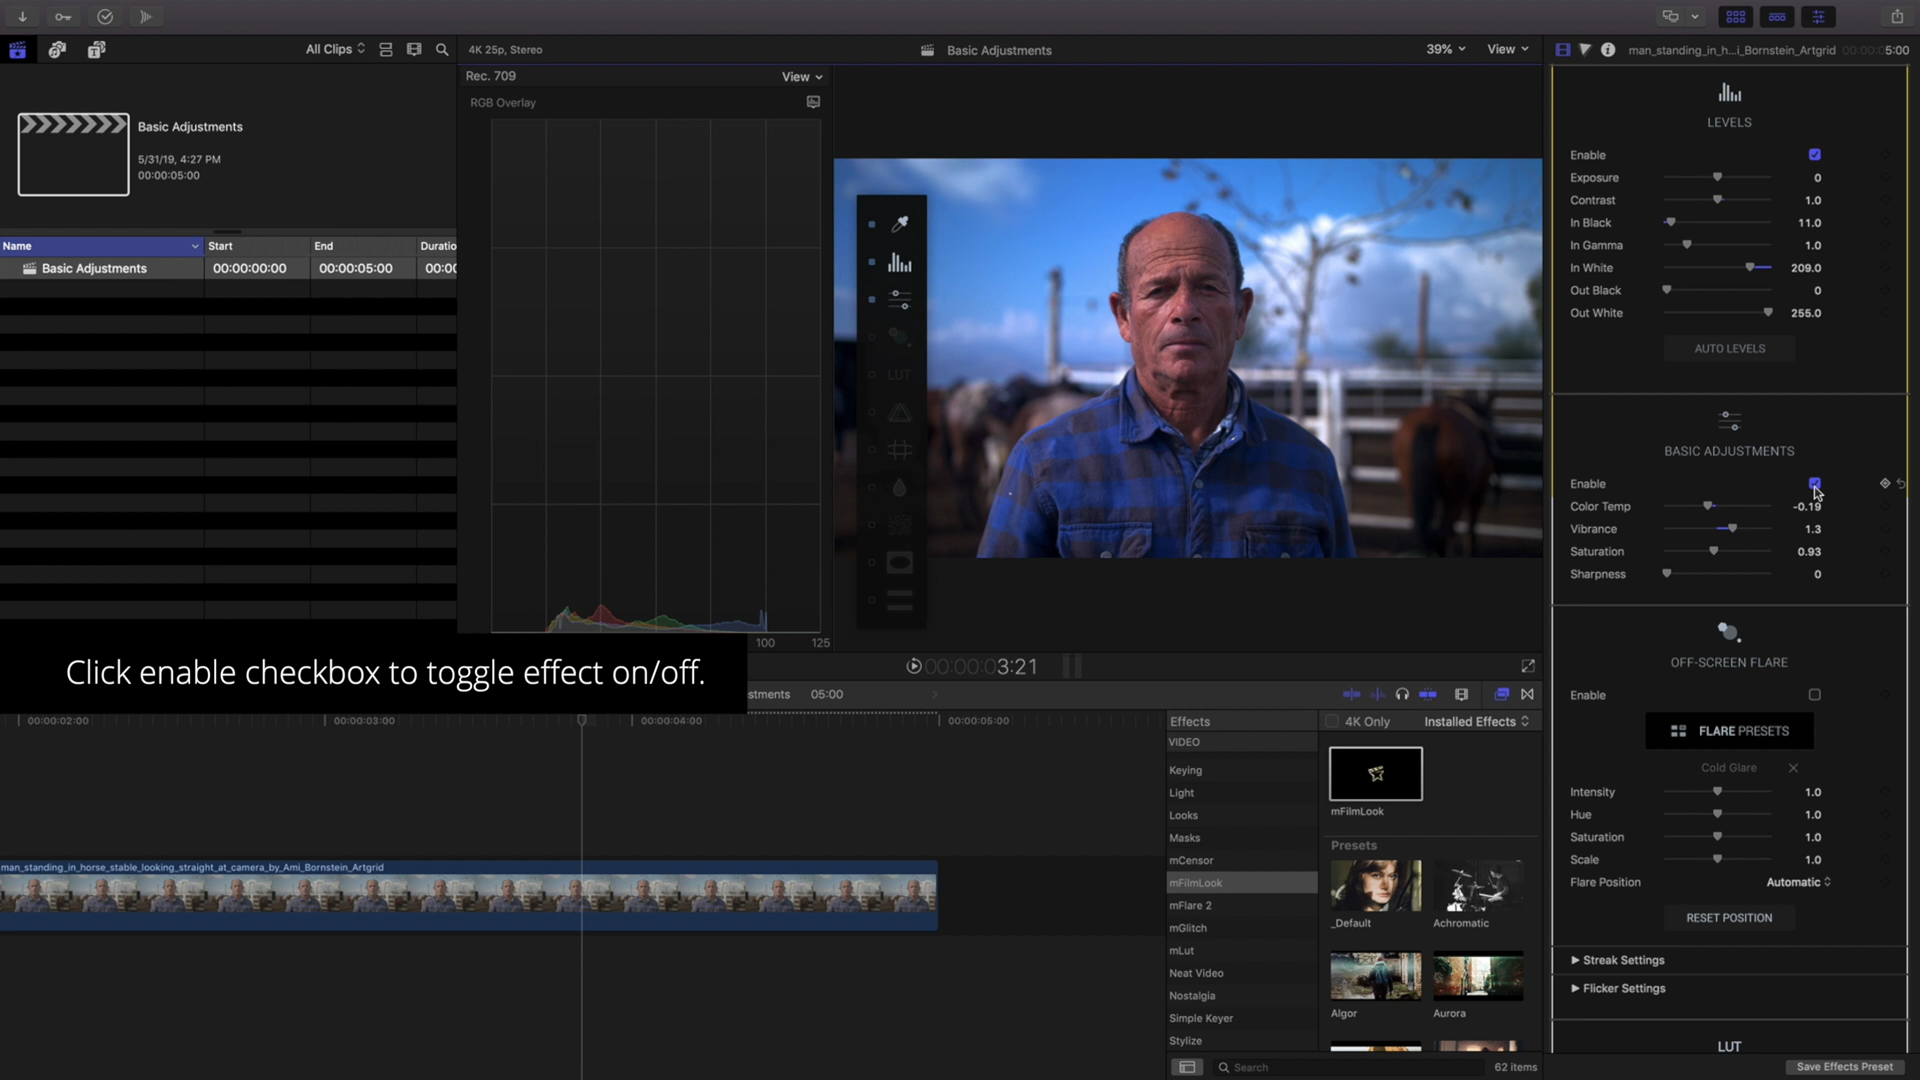 All Clips
4K 25p, Stereo
Basic Adjustments
39%
View
man_standing_in_h...i_Bornstein_Artgrid
00:00:05:00
Basic Adjustments
5/31/19, 4:27 PM
00:00:05:00
Rec. 709
View
RGB Overlay
Name
Start
End
Basic Adjustments
00:00:00:00
00:00:05:00
100
125
LUT
Click enable checkbox to toggle effect on/off.
00:00:03:21
05:00
00:00:02:00
00:00:03:00
00:00:04:00
00:00:05:00
man_standing_in_horse_stable_looking_straight_at_camera_by_Ami_Bornstein_Artgrid
Effects
4K Only
Installed Effects
VIDEO
Keying
Light
Looks
Masks
mCensor
mFilmLook
mFlare 2
mGlitch
mLut
Neat Video
Nostalgia
Simple Keyer
Stylize
mFilmLook
Presets
_Default
Achromatic
Algor
Aurora
Search
62 items
LEVELS
Enable
Exposure 0
Contrast 1.0
In Black 11.0
In Gamma 1.0
In White 209.0
Out Black 0
Out White 255.0
AUTO LEVELS
BASIC ADJUSTMENTS
Enable
Color Temp -0.19
Vibrance 1.3
Saturation 0.93
Sharpness 0
OFF-SCREEN FLARE
Enable
FLARE PRESETS
Cold Glare
Intensity 1.0
Hue 1.0
Saturation 1.0
Scale 1.0
Flare Position Automatic
RESET POSITION
Streak Settings
Flicker Settings
LUT
Save Effects Preset